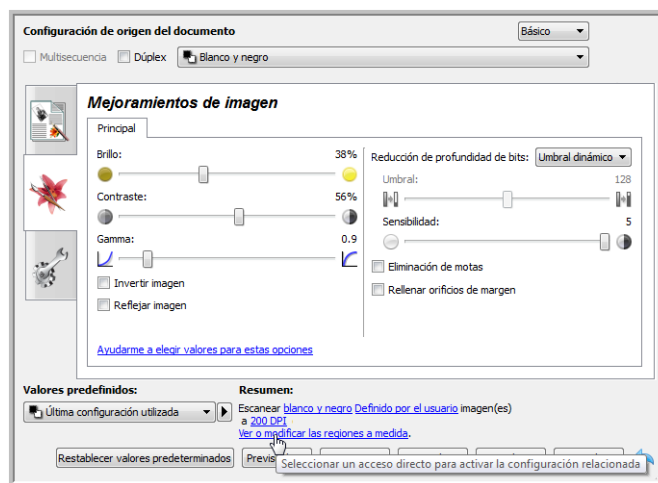 Configuración de origen del documento
Básico
Multisecuencia
Dúplex
Blanco y negro
Mejoramientos de imagen
Principal
Brillo:
38%
Contraste:
56%
Gamma:
0.9
Invertir imagen
Reflejar imagen
Reducción de profundidad de bits:
Umbral dinámico
Umbral:
128
Sensibilidad:
5
Eliminación de motas
Rellenar orificios de margen
Ayudarme a elegir valores para estas opciones
Valores predefinidos:
Última configuración utilizada
Resumen:
Escanear blanco y negro Definido por el usuario imagen(es)
a 200 DPI
Ver o modificar las regiones a medida.
Restablecer valores predeterminados
Seleccionar un acceso directo para activar la configuración relacionada